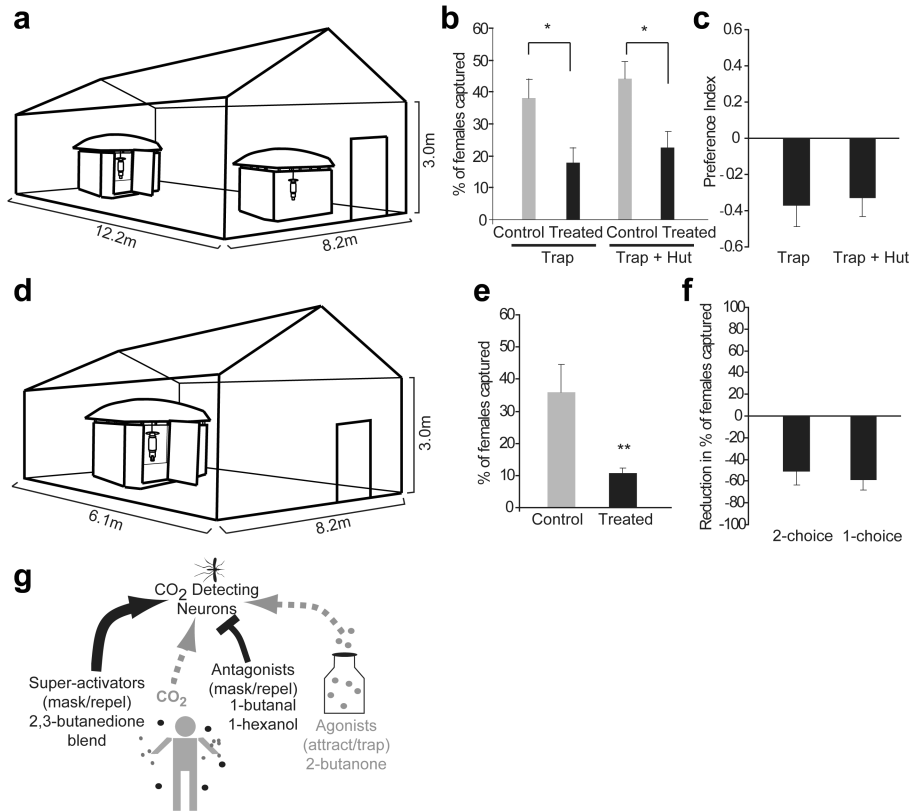 a
3.0m
12.2m
8.2m
b
60
50
40
30
20
10
0
% of females captured
*
*
Control Treated
Control Treated
Trap
Trap + Hut
c
0.6
0.4
0.2
0
-02
-0.4
-0.6
Preference Index
Trap
Trap + Hut
d
3.0m
6.1m
8.2m
e
60
50
40
30
20
10
0
% of females captured
**
Control
Treated
f
100
80
60
40
20
0
-20
-40
-60
-80
-100
Reduction in % of females captured
2-choice
1-choice
g
CO2 Detecting
Neurons
Super-activators
(mask/repel)
2,3-butanedione
blend
CO2
Antagonists
(mask/repel)
1-butanal
1-hexanol
Agonists
(attract/trap)
2-butanone